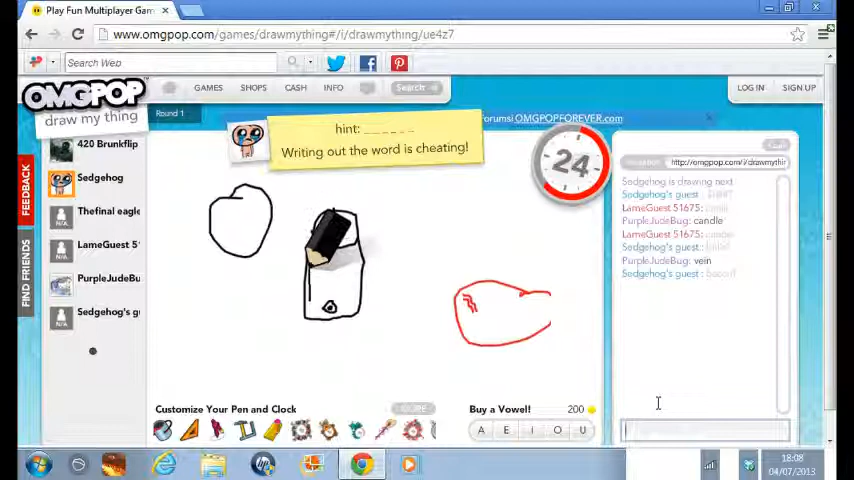 Play Fun Multiplayer Gam
www.omgpop.com/games/drawmything#/i/drawmything/ue4z7
Search Web
OMGPOP
draw my thing
GAMES
SHOPS
CASH
INFO
Search
LOG IN
SIGN UP
Round 1
OMGPOPFOREVER.com
hint: _ _ _ _ _ _
Writing out the word is cheating!
24
FEEDBACK
FIND FRIENDS
420 Brunkflip
Sedgehog
Thefinal eagle
LameGuest 51
PurpleJudeBug
Sedgehog's gu
N/A
N/A
N/A
http://omgpop.com/i/drawmythin
Sedgehog is drawing next
Sedgehog's guest :
LameGuest 51675:
PurpleJudeBug: candle
LameGuest 51675:
Sedgehog's guest :
PurpleJudeBug: vein
Sedgehog's guest :
Customize Your Pen and Clock
Buy a Vowel!
200
A
E
I
O
U
18:08
04/07/2013